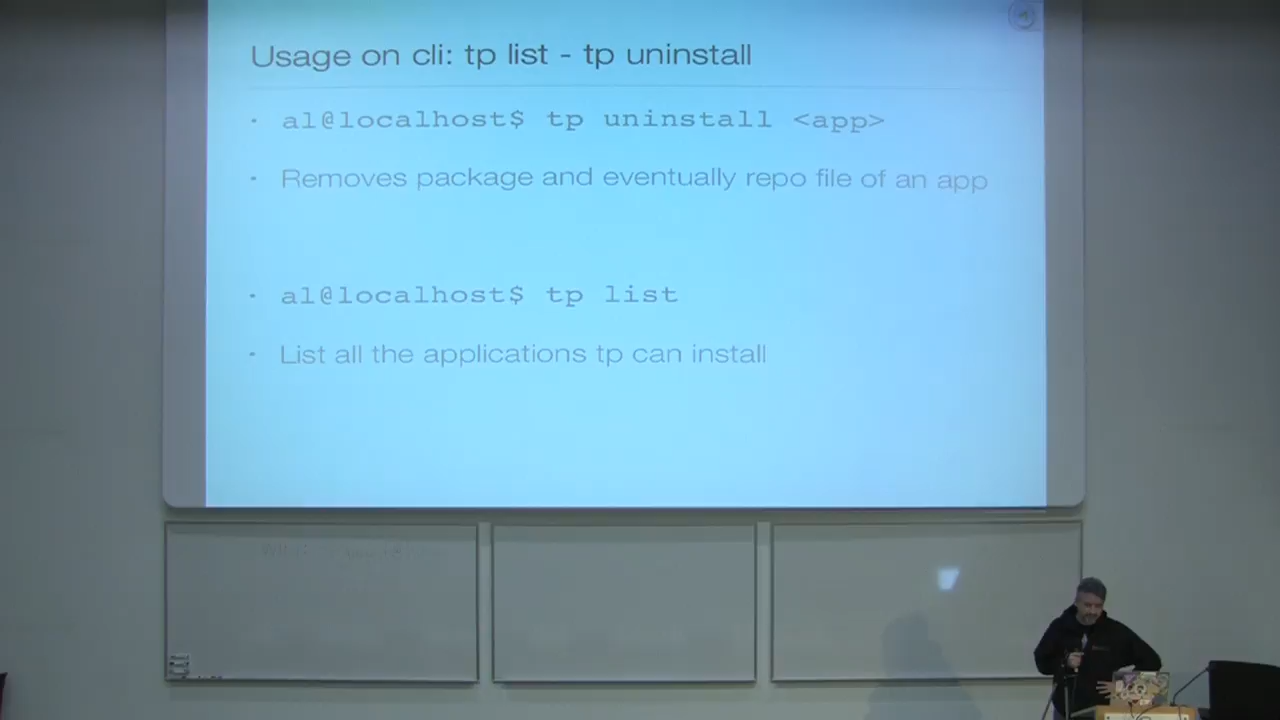 Usage on cli: tp list - tp uninstall
• al@localhost$ tp uninstall <app>
• Removes package and eventually repo file of an app
• al@localhost$ tp list
• List all the applications tp can install